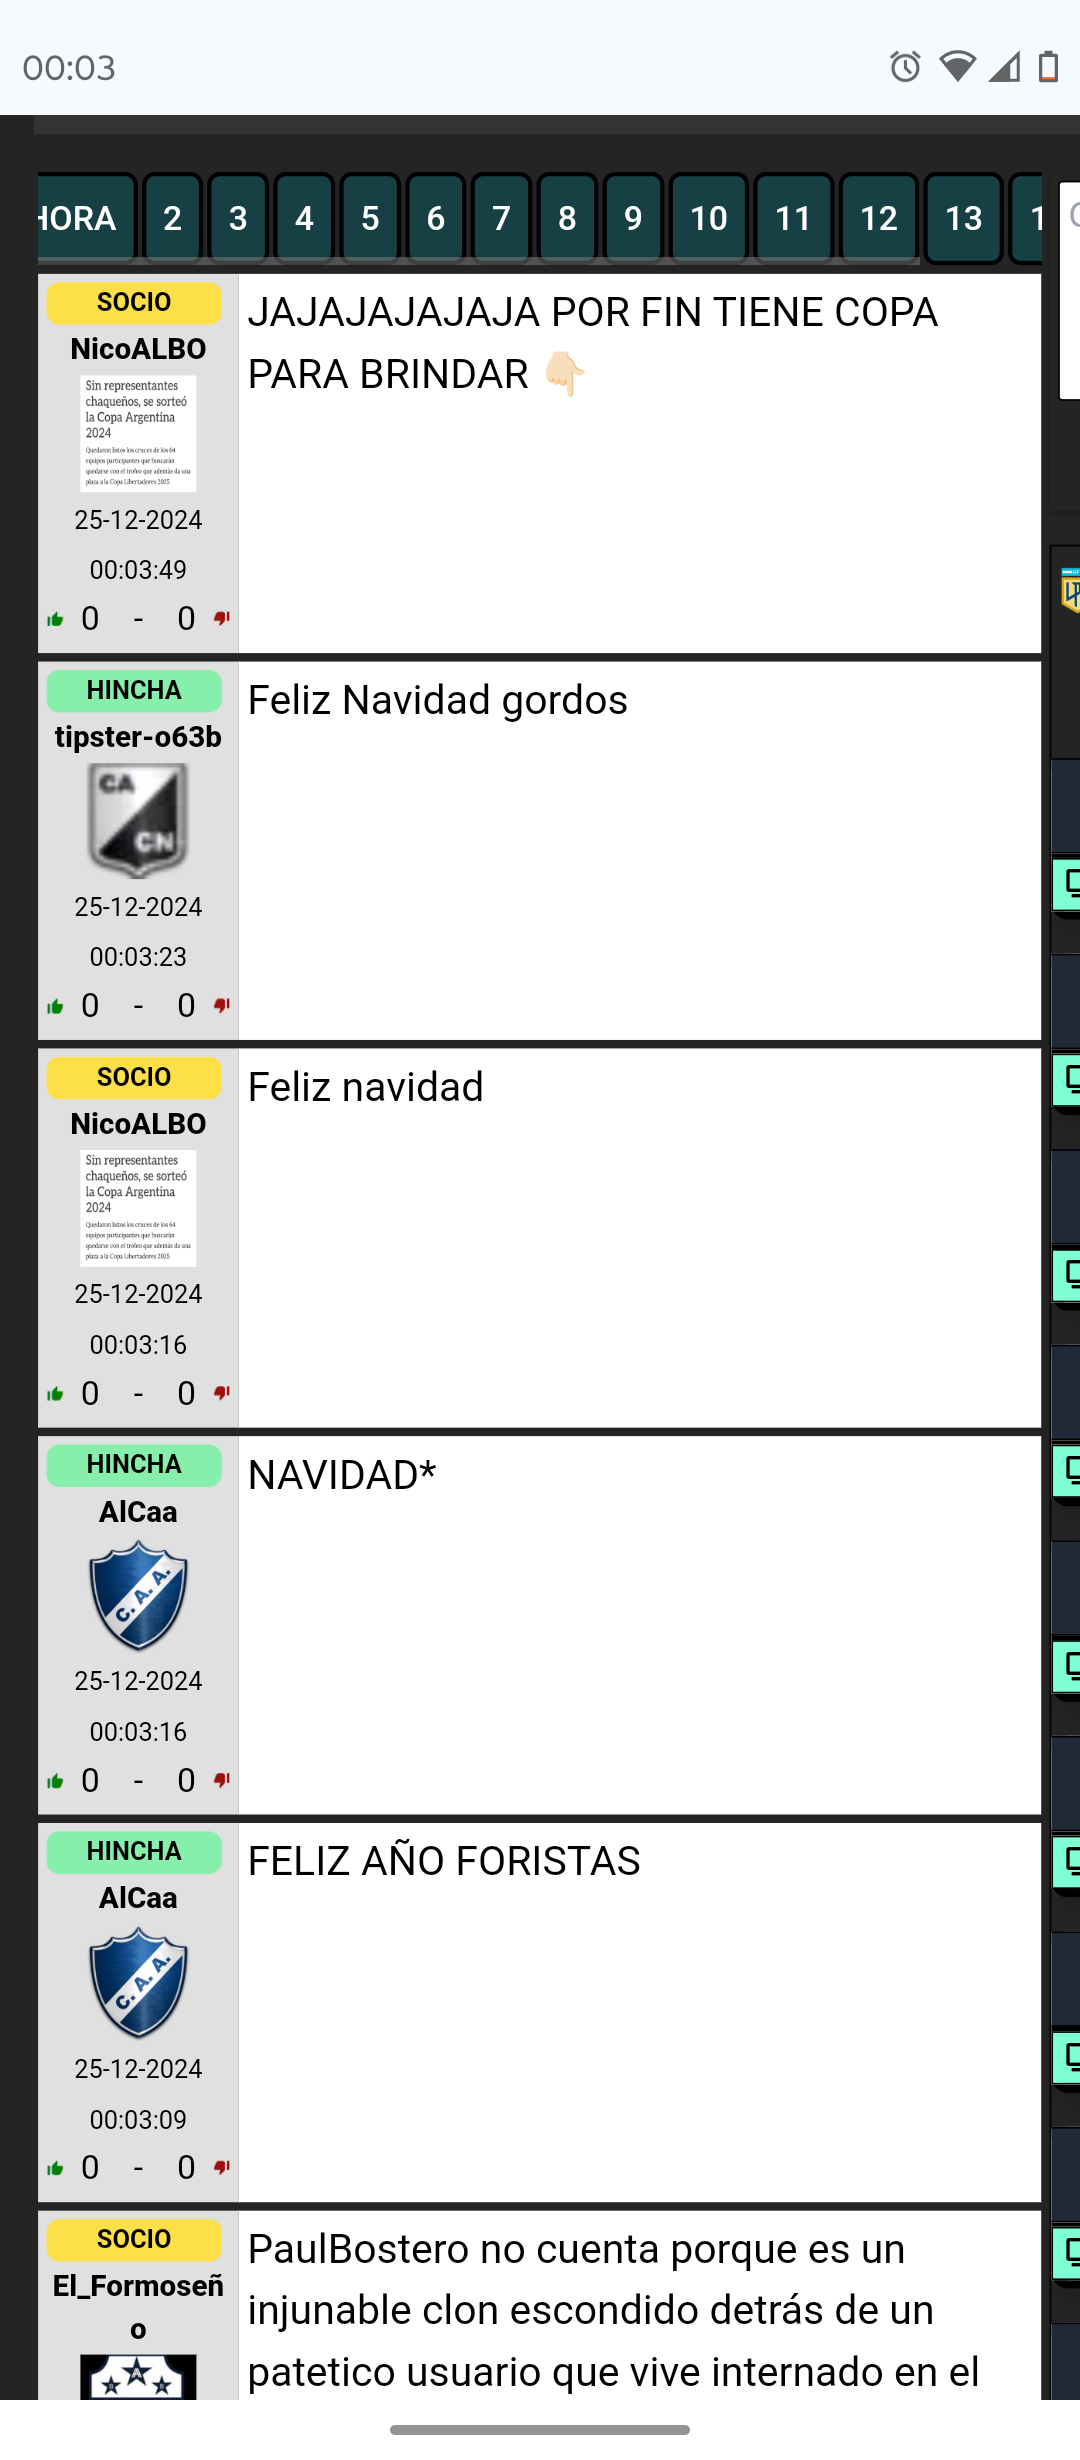 00:03
HORA 2 3 4 5 6 7 8 9 10 11 12 13
SOCIO
NicoALBO
Sin representantes
chaqueños, se sorteó
la Copa Argentina
2024
Quedaron listos los cruces de los 64
equipos participantes que buscarán
quedarse con el trofeo que además da una
plaza a la Copa Libertadores 2025
25-12-2024
00:03:49
0 - 0
JAJAJAJAJAJA POR FIN TIENE COPA
PARA BRINDAR 👇🏻
HINCHA
tipster-o63b
CA
CN
25-12-2024
00:03:23
0 - 0
Feliz Navidad gordos
SOCIO
NicoALBO
Sin representantes
chaqueños, se sorteó
la Copa Argentina
2024
Quedaron listos los cruces de los 64
equipos participantes que buscarán
quedarse con el trofeo que además da una
plaza a la Copa Libertadores 2025
25-12-2024
00:03:16
0 - 0
Feliz navidad
HINCHA
AlCaa
C. A. A.
25-12-2024
00:03:16
0 - 0
NAVIDAD*
HINCHA
AlCaa
C. A. A.
25-12-2024
00:03:09
0 - 0
FELIZ AÑO FORISTAS
SOCIO
El_Formoseñ
o
PaulBostero no cuenta porque es un
injunable clon escondido detrás de un
patetico usuario que vive internado en el